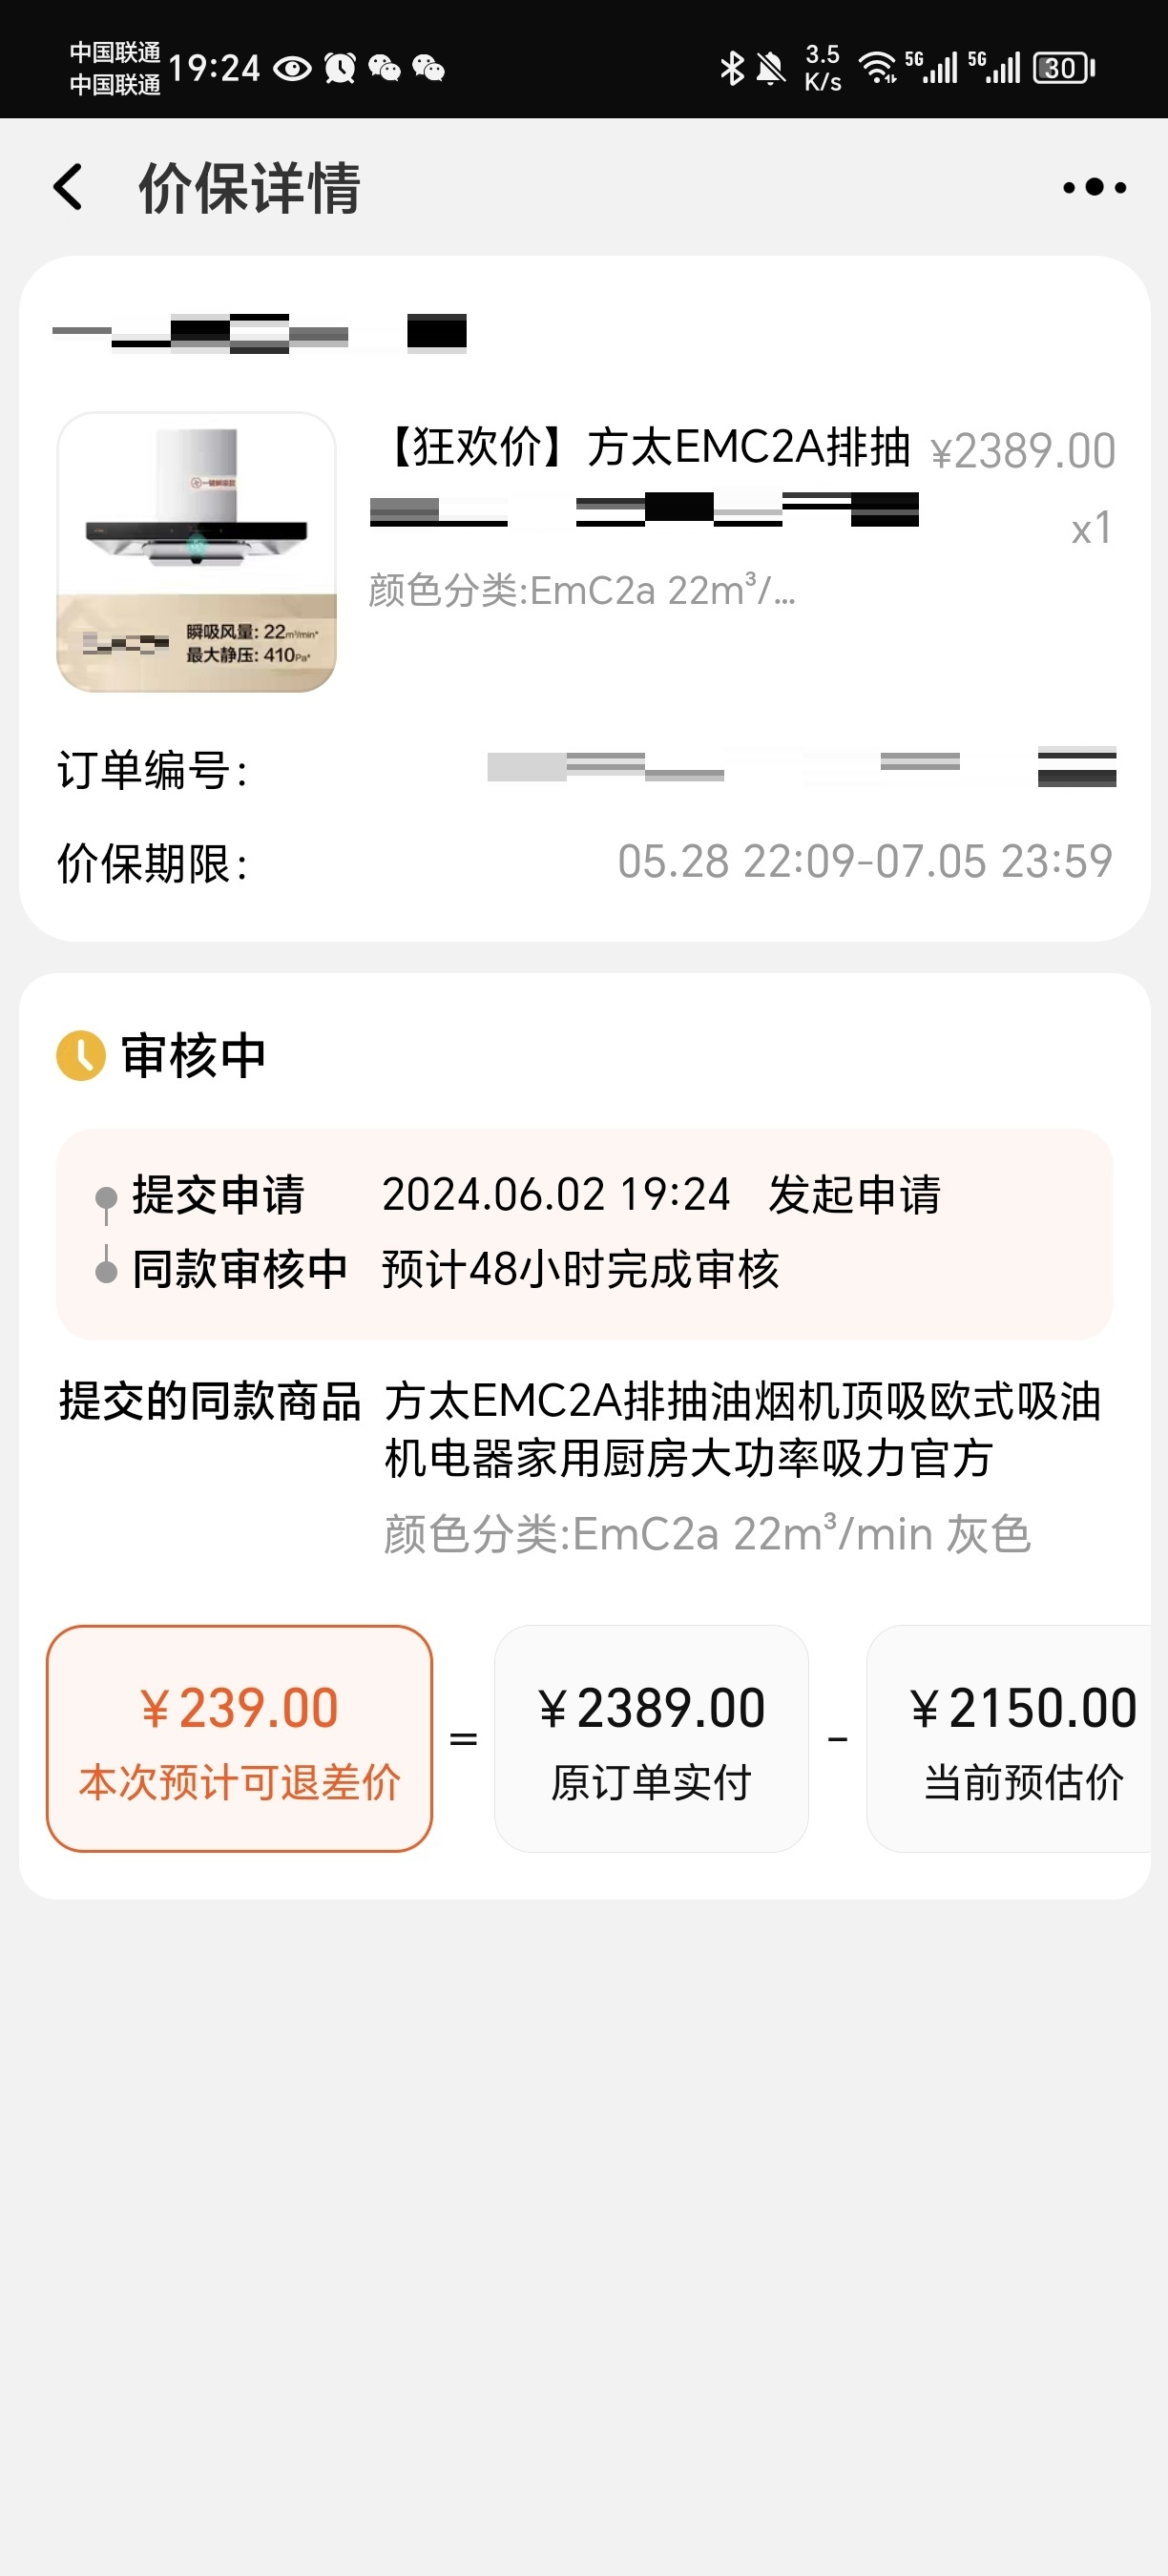 中国联通
中国联通
19:24
3.5
K/s
5G
5G
30
价保详情
【狂欢价】方太EMC2A排抽
¥2389.00
x1
颜色分类:EmC2a 22m³/...
瞬吸风量: 22m³/min*
最大静压: 410Pa*
订单编号:
价保期限:
05.28 22:09-07.05 23:59
审核中
提交申请 2024.06.02 19:24 发起申请
同款审核中 预计48小时完成审核
提交的同款商品 方太EMC2A排抽油烟机顶吸欧式吸油
机电器家用厨房大功率吸力官方
颜色分类:EmC2a 22m³/min 灰色
¥239.00 = ¥2389.00 - ¥2150.00
本次预计可退差价 原订单实付 当前预估价